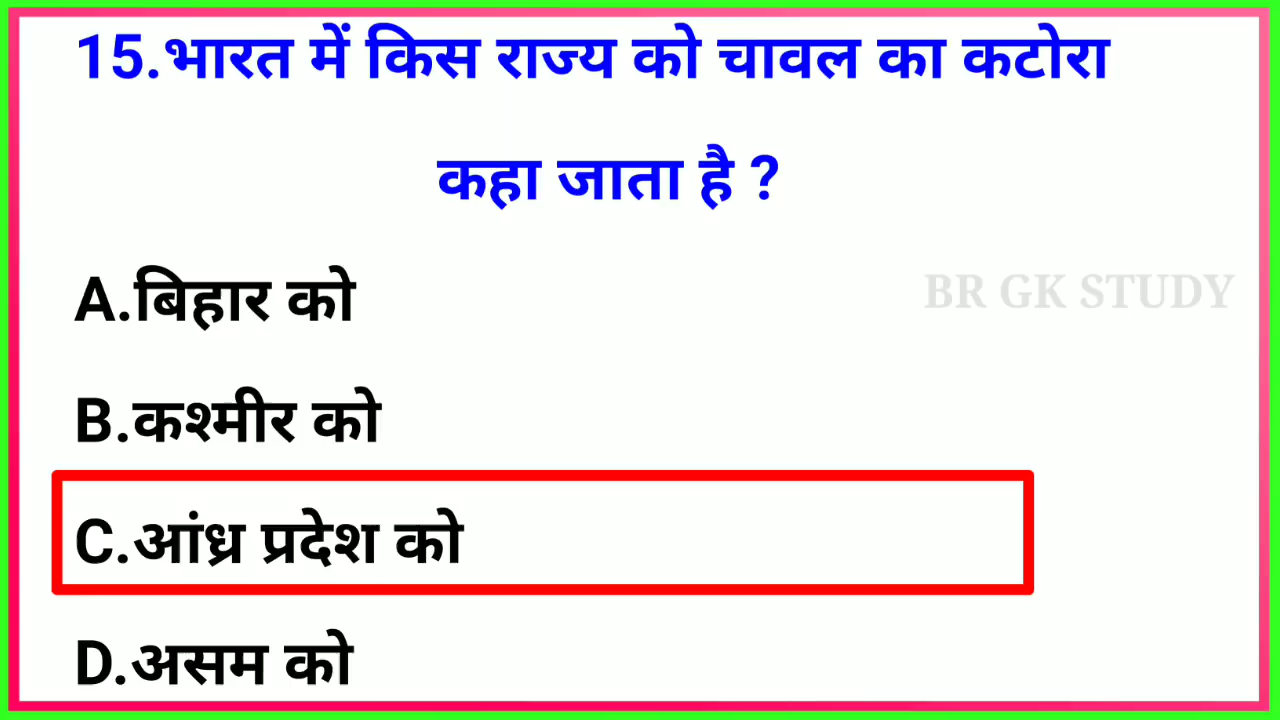 15.भारत में किस राज्य को चावल का कटोरा
कहा जाता है ?
A.बिहार को
BR GK STUDY
B.कश्मीर को
C.आंध्र प्रदेश को
D.असम को